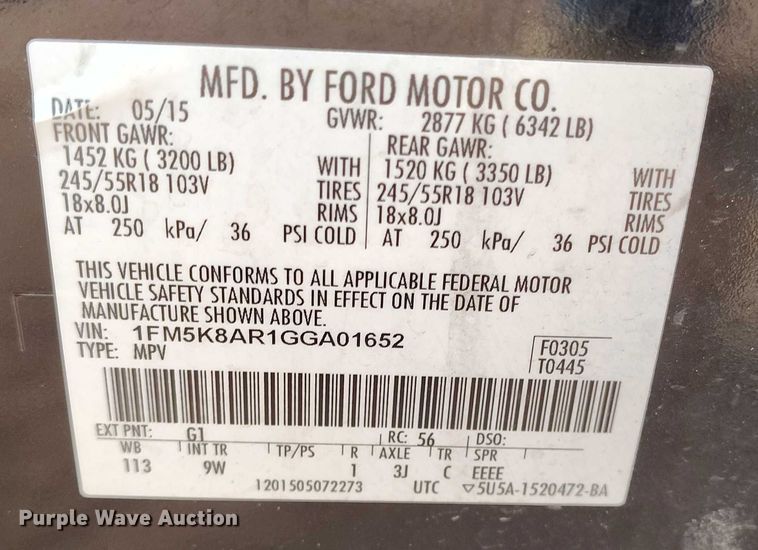 MFD. BY FORD MOTOR CO.
DATE: 05/15 GVWR: 2877 KG ( 6342 LB)
FRONT GAWR: REAR GAWR:
1452 KG ( 3200 LB) WITH 1520 KG ( 3350 LB) WITH
245/55R18 103V TIRES 245/55R18 103V TIRES
18x8.0J RIMS 18x8.0J RIMS
AT 250 kPa/ 36 PSI COLD AT 250 kPa/ 36 PSI COLD
THIS VEHICLE CONFORMS TO ALL APPLICABLE FEDERAL MOTOR
VEHICLE SAFETY STANDARDS IN EFFECT ON THE DATE OF
MANUFACTURE SHOWN ABOVE.
VIN: 1FM5K8AR1GGA01652
TYPE: MPV
F0305
T0445
EXT PNT: G1 RC: 56 DSO:
WB INT TR TP/PS R AXLE TR SPR
113 9W 1 3J C EEEE
1201505072273 UTC ▽5U5A-1520472-BA
Purple Wave Auction